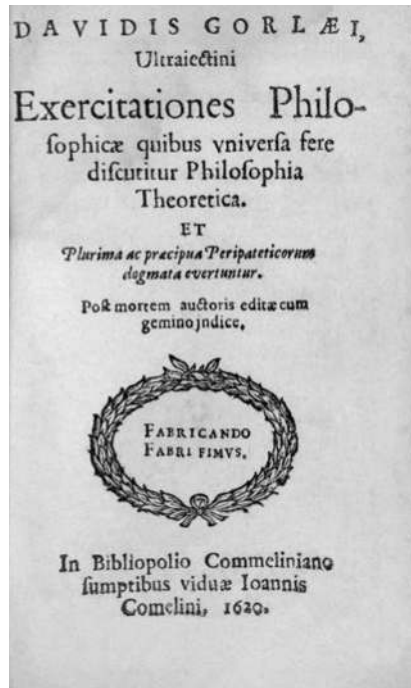 DAVIDIS GORLÆI,
Ultraiectini
Exercitationes Philo-
sophicæ quibus vniversa fere
discutitur Philosophia
Theoretica.
ET
Plurima ac præcipua Peripateticorum
dogmata evertuntur.
Post mortem auctoris editæ cum
gemino jndice.
FABRICANDO
FABRI FIMVS.
In Bibliopolio Commeliniano
sumptibus viduæ Ioannis
Comelini, 1620.